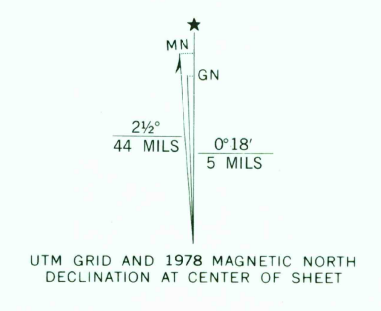 MN
GN
2½°
44 MILS
0°18′
5 MILS
UTM GRID AND 1978 MAGNETIC NORTH
DECLINATION AT CENTER OF SHEET